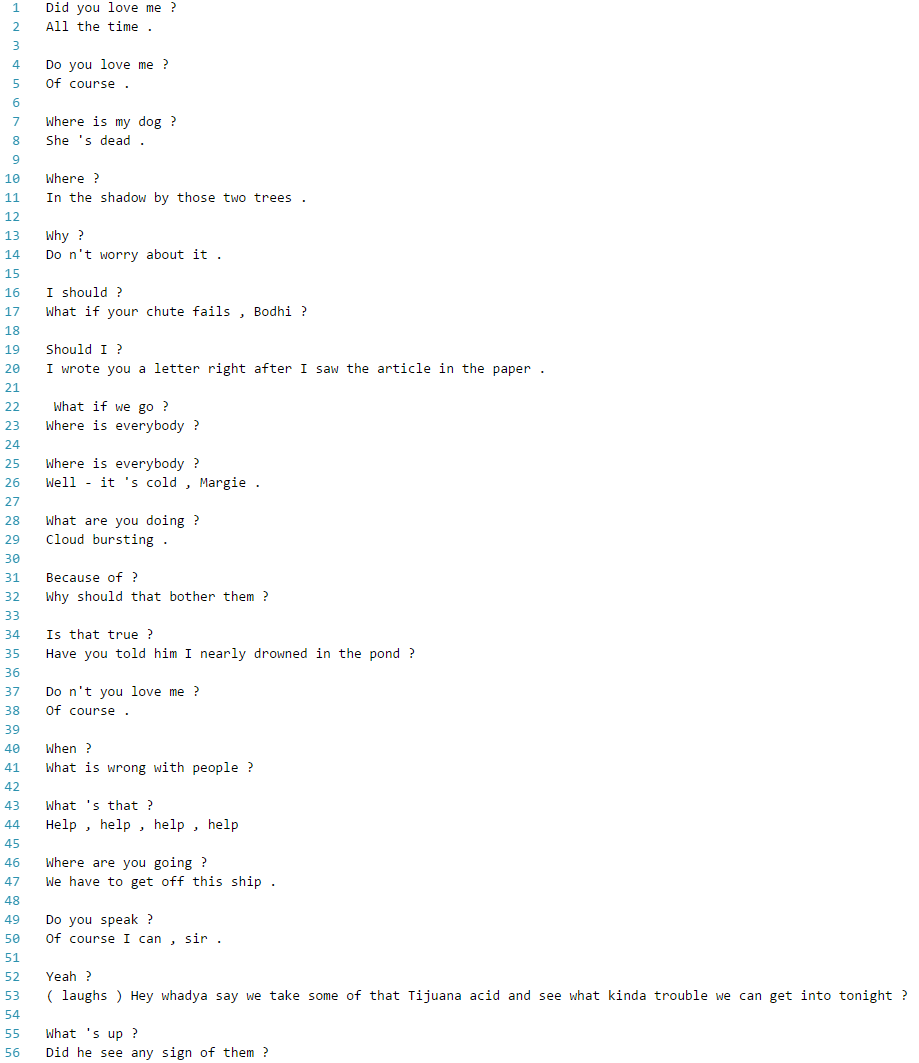 1 Did you love me ?
2 All the time .
3
4 Do you love me ?
5 Of course .
6
7 Where is my dog ?
8 She 's dead .
9
10 Where ?
11 In the shadow by those two trees .
12
13 Why ?
14 Do n't worry about it .
15
16 I should ?
17 What if your chute fails , Bodhi ?
18
19 Should I ?
20 I wrote you a letter right after I saw the article in the paper .
21
22 What if we go ?
23 Where is everybody ?
24
25 Where is everybody ?
26 Well - it 's cold , Margie .
27
28 What are you doing ?
29 Cloud bursting .
30
31 Because of ?
32 Why should that bother them ?
33
34 Is that true ?
35 Have you told him I nearly drowned in the pond ?
36
37 Do n't you love me ?
38 Of course .
39
40 When ?
41 What is wrong with people ?
42
43 What 's that ?
44 Help , help , help , help
45
46 Where are you going ?
47 We have to get off this ship .
48
49 Do you speak ?
50 Of course I can , sir .
51
52 Yeah ?
53 ( laughs ) Hey whadya say we take some of that Tijuana acid and see what kinda trouble we can get into tonight ?
54
55 What 's up ?
56 Did he see any sign of them ?